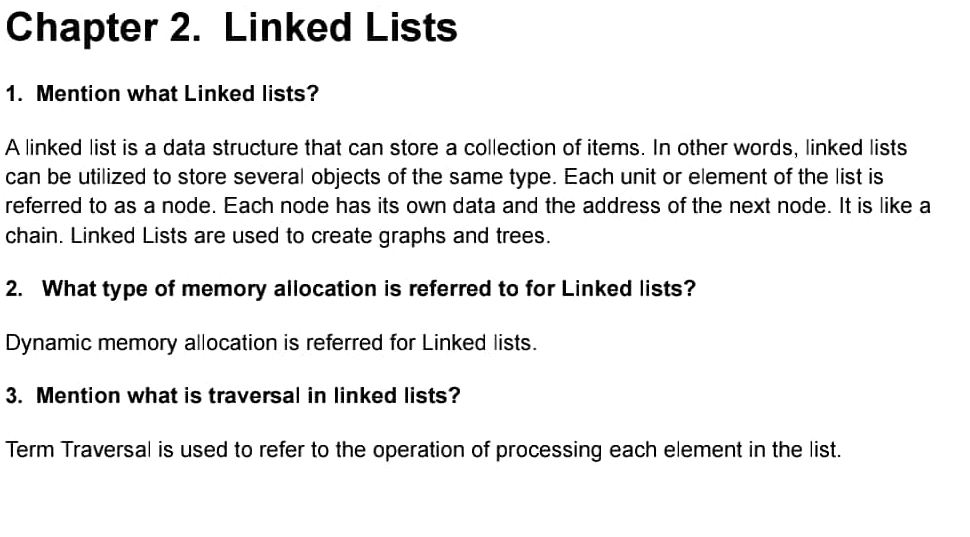 Chapter 2.  Linked Lists
1.  Mention what Linked lists?
A linked list is a data structure that can store a collection of items. In other words, linked lists
can be utilized to store several objects of the same type. Each unit or element of the list is
referred to as a node. Each node has its own data and the address of the next node. It is like a
chain. Linked Lists are used to create graphs and trees.
2.   What type of memory allocation is referred to for Linked lists?
Dynamic memory allocation is referred for Linked lists.
3.  Mention what is traversal in linked lists?
Term Traversal is used to refer to the operation of processing each element in the list.